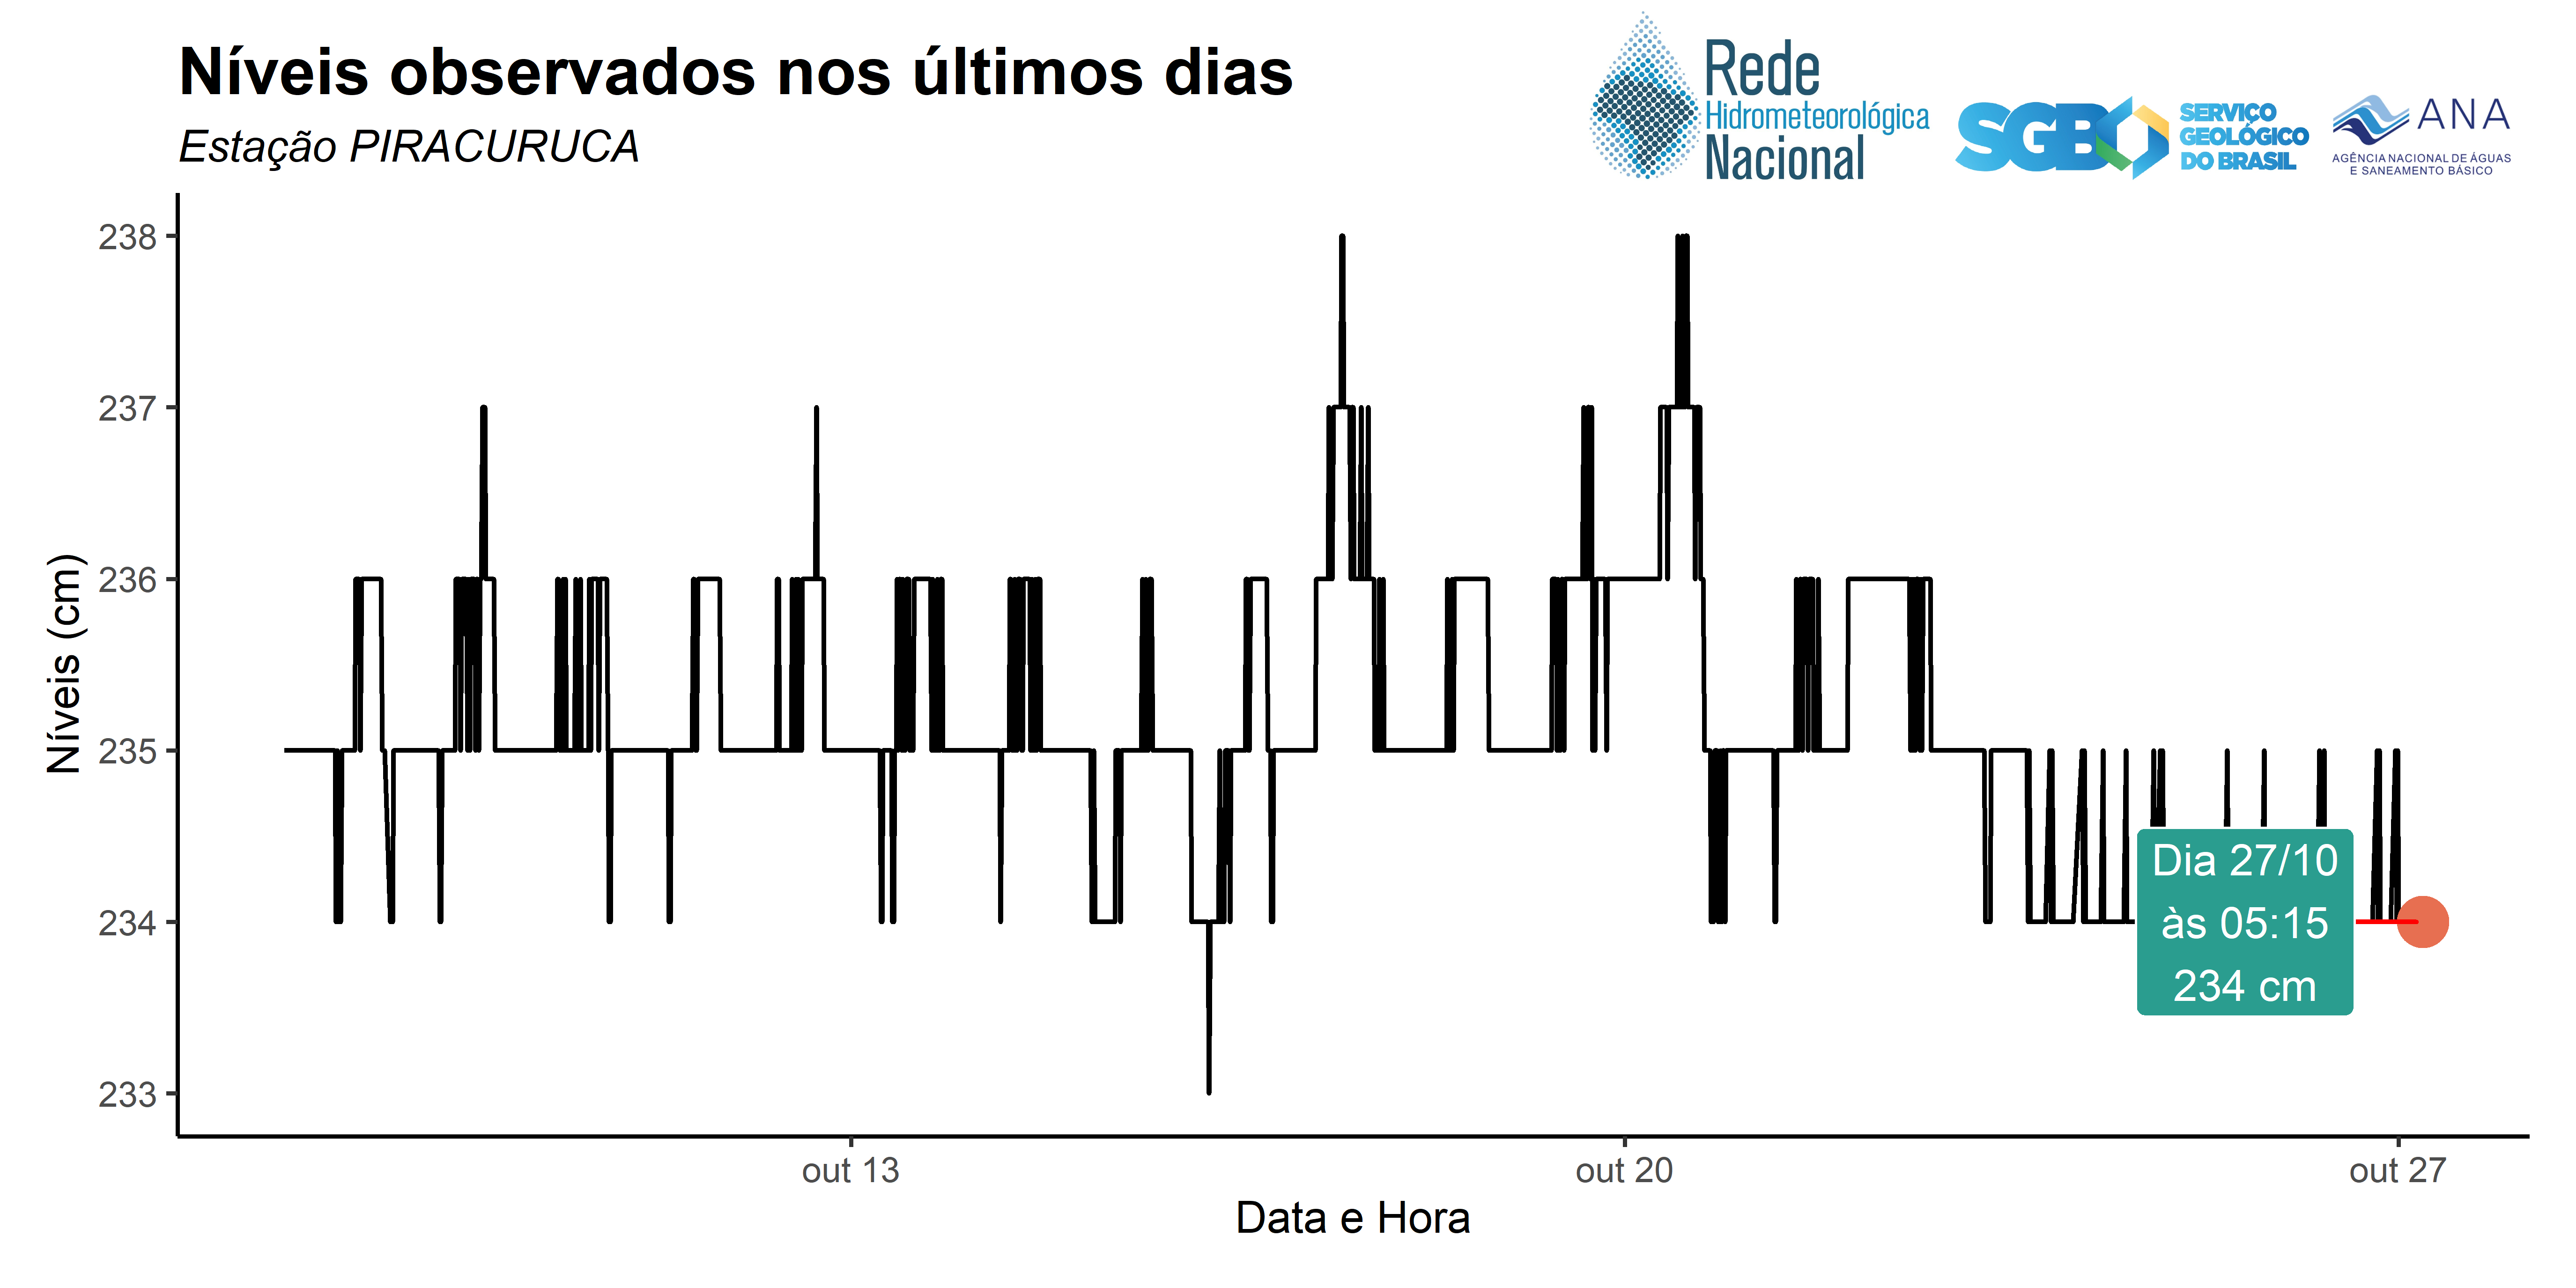 Níveis observados nos últimos dias
Estação PIRACURUCA
Rede
Hidrometeorológica
Nacional
SGB
SERVIÇO
GEOLÓGICO
DO BRASIL
ANA
AGÊNCIA NACIONAL DE ÁGUAS
E SANEAMENTO BÁSICO
Níveis (cm)
238
237
236
235
234
233
Dia 27/10
às 05:15
234 cm
out 13
out 20
out 27
Data e Hora